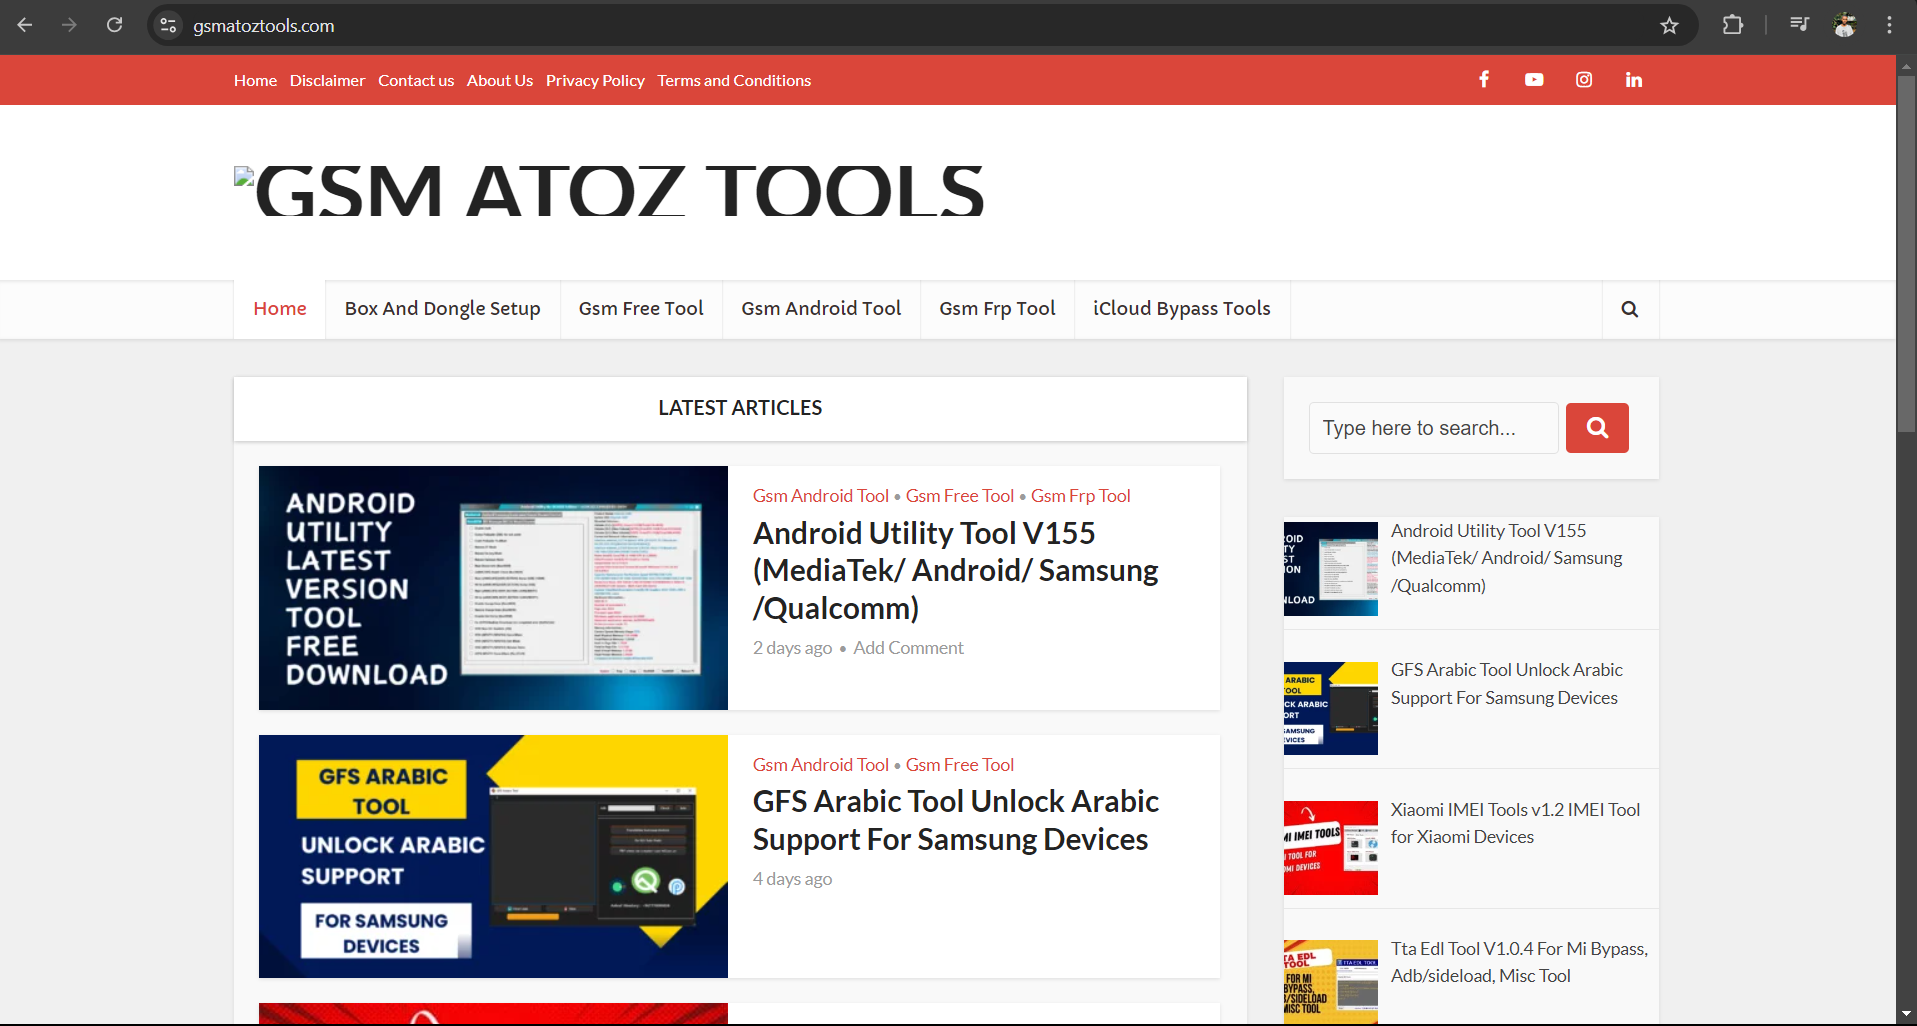 gsmatoztools.com
Home Disclaimer Contact us About Us Privacy Policy Terms and Conditions
GSM ATOZ TOOLS
Home Box And Dongle Setup Gsm Free Tool Gsm Android Tool Gsm Frp Tool iCloud Bypass Tools
LATEST ARTICLES
ANDROID
UTILITY
LATEST
VERSION
TOOL
FREE
DOWNLOAD
Gsm Android Tool • Gsm Free Tool • Gsm Frp Tool
Android Utility Tool V155
(MediaTek/ Android/ Samsung
/Qualcomm)
2 days ago • Add Comment
GFS ARABIC
TOOL
UNLOCK ARABIC
SUPPORT
FOR SAMSUNG
DEVICES
Gsm Android Tool • Gsm Free Tool
GFS Arabic Tool Unlock Arabic
Support For Samsung Devices
4 days ago
Type here to search...
Android Utility Tool V155
(MediaTek/ Android/ Samsung
/Qualcomm)
GFS Arabic Tool Unlock Arabic
Support For Samsung Devices
Xiaomi IMEI Tools v1.2 IMEI Tool
for Xiaomi Devices
Tta Edl Tool V1.0.4 For Mi Bypass,
Adb/sideload, Misc Tool